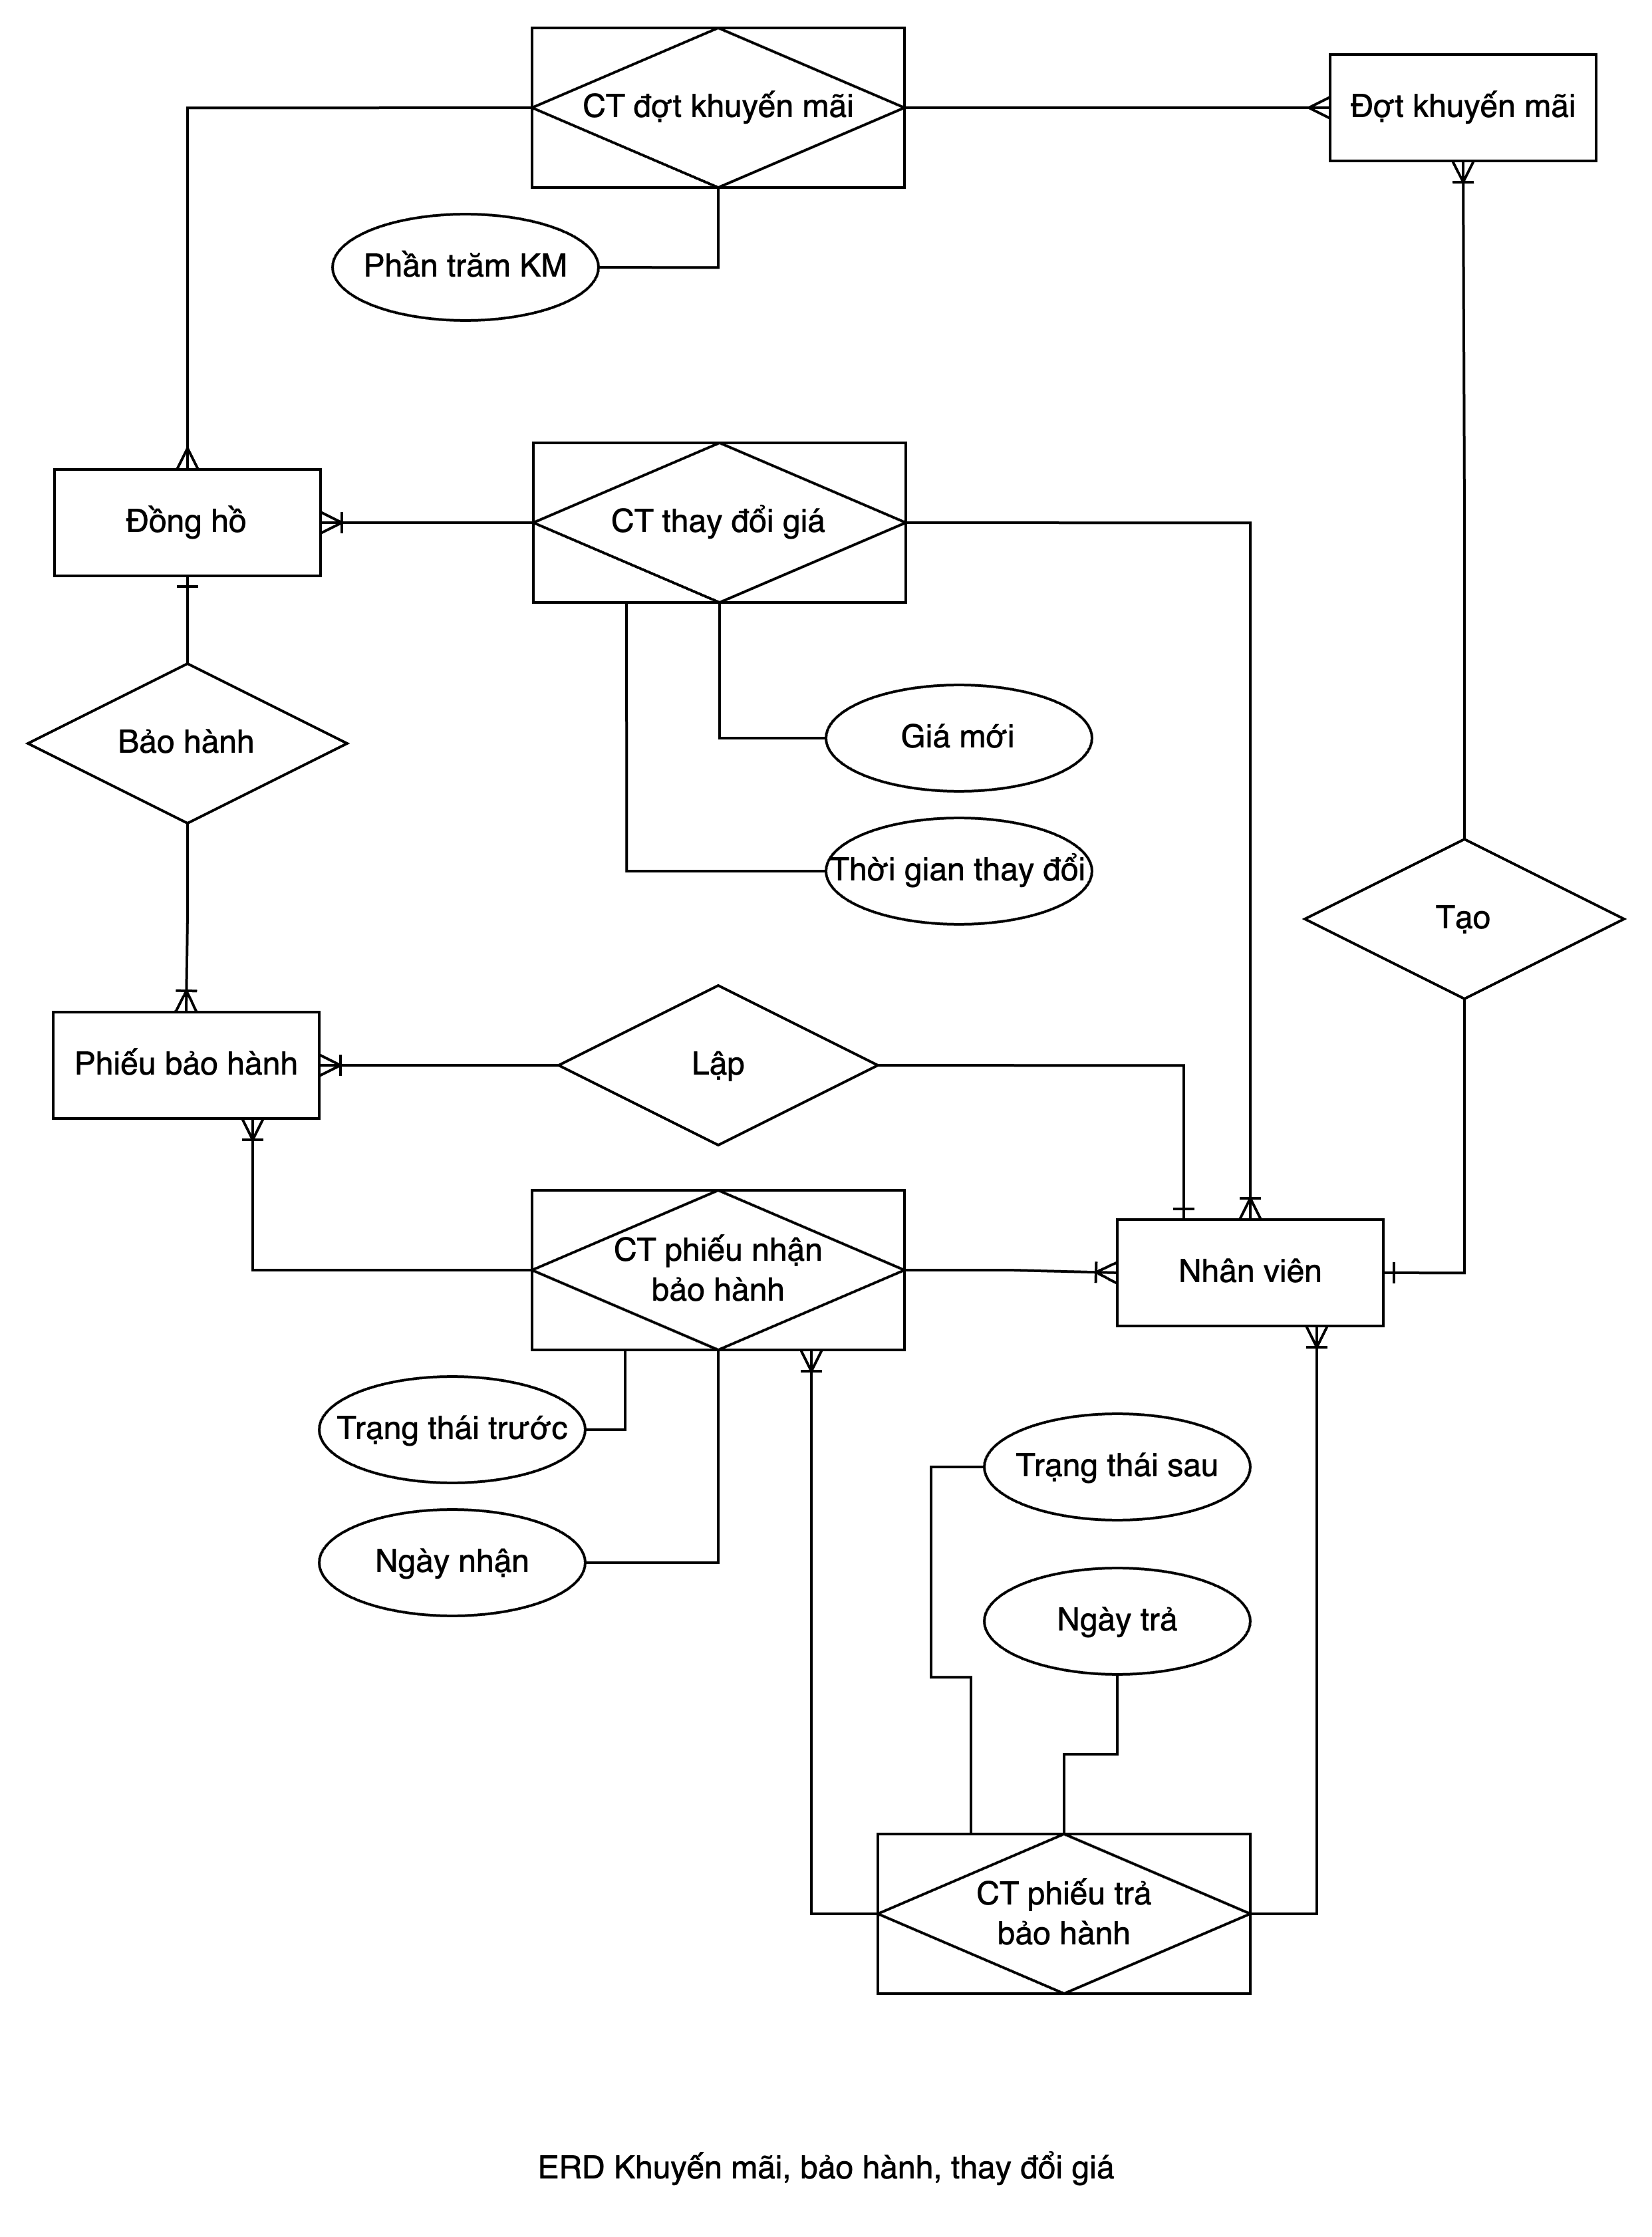 CT đợt khuyến mãi
Đợt khuyến mãi
Phần trăm KM
Đồng hồ
CT thay đổi giá
Bảo hành
Giá mới
Thời gian thay đổi
Tạo
Phiếu bảo hành
Lập
CT phiếu nhận
bảo hành
Nhân viên
Trạng thái trước
Trạng thái sau
Ngày nhận
Ngày trả
CT phiếu trả
bảo hành
ERD Khuyến mãi, bảo hành, thay đổi giá